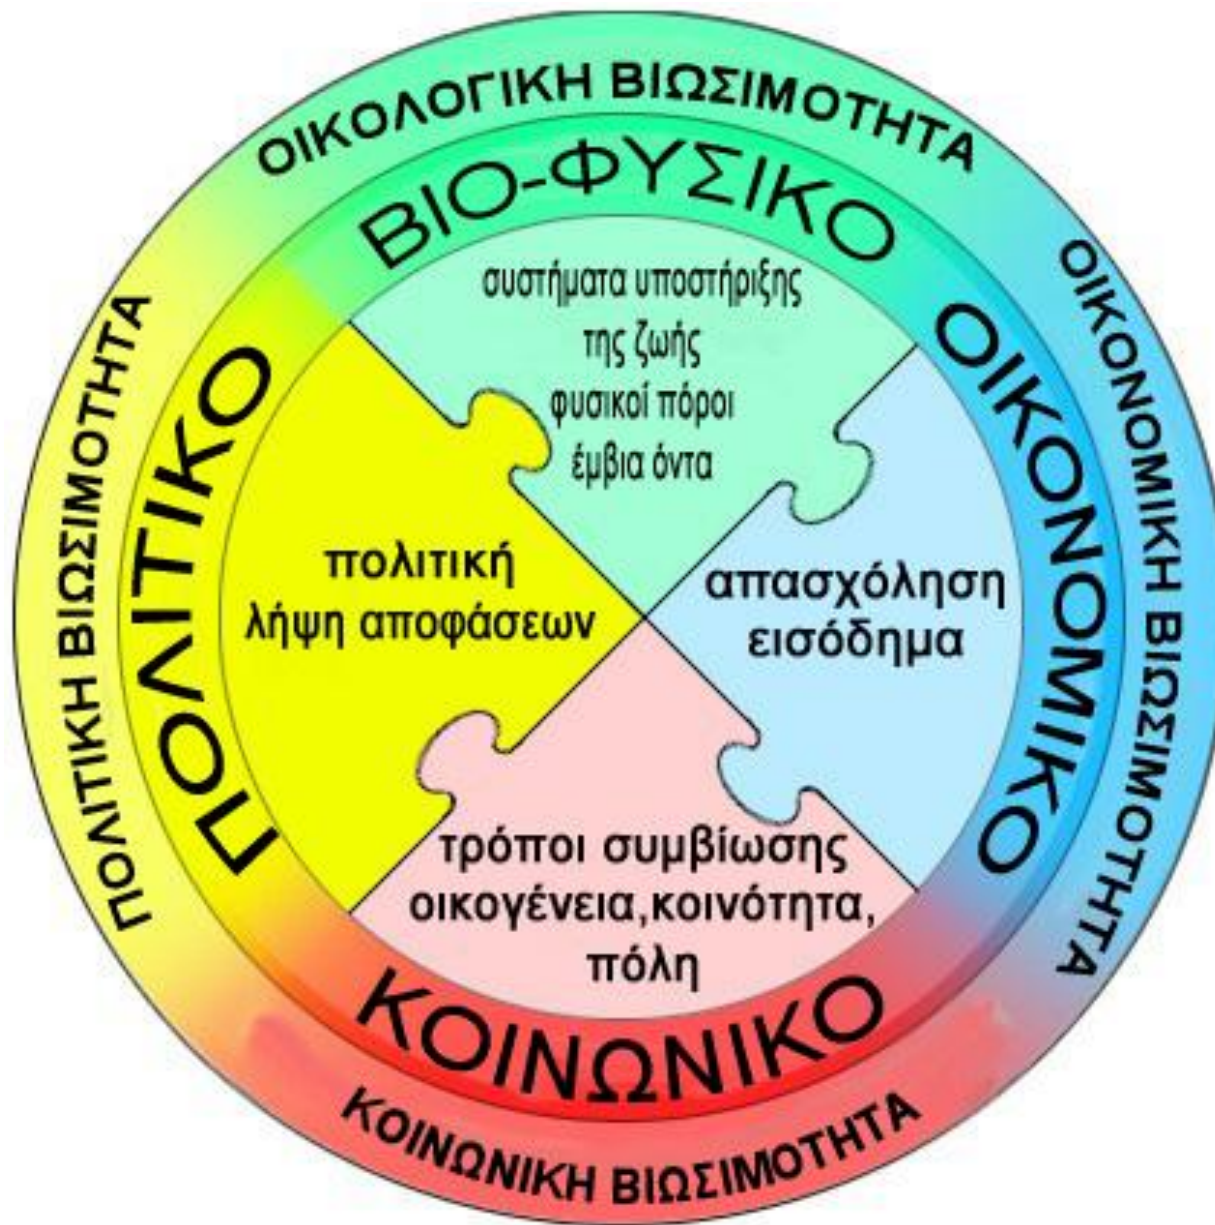 ΟΙΚΟΛΟΓΙΚΗ ΒΙΩΣΙΜΟΤΗΤΑ
ΒΙΟ-ΦΥΣΙΚΟ
συστήματα υποστήριξης
της ζωής
φυσικοί πόροι
έμβια όντα
ΟΙΚΟΝΟΜΙΚΗ ΒΙΩΣΙΜΟΤΗΤΑ
ΟΙΚΟΝΟΜΙΚΟ
απασχόληση
εισόδημα
ΠΟΛΙΤΙΚΗ ΒΙΩΣΙΜΟΤΗΤΑ
ΠΟΛΙΤΙΚΟ
πολιτική
λήψη αποφάσεων
τρόποι συμβίωσης
οικογένεια,κοινότητα,
πόλη
ΚΟΙΝΩΝΙΚΟ
ΚΟΙΝΩΝΙΚΗ ΒΙΩΣΙΜΟΤΗΤΑ